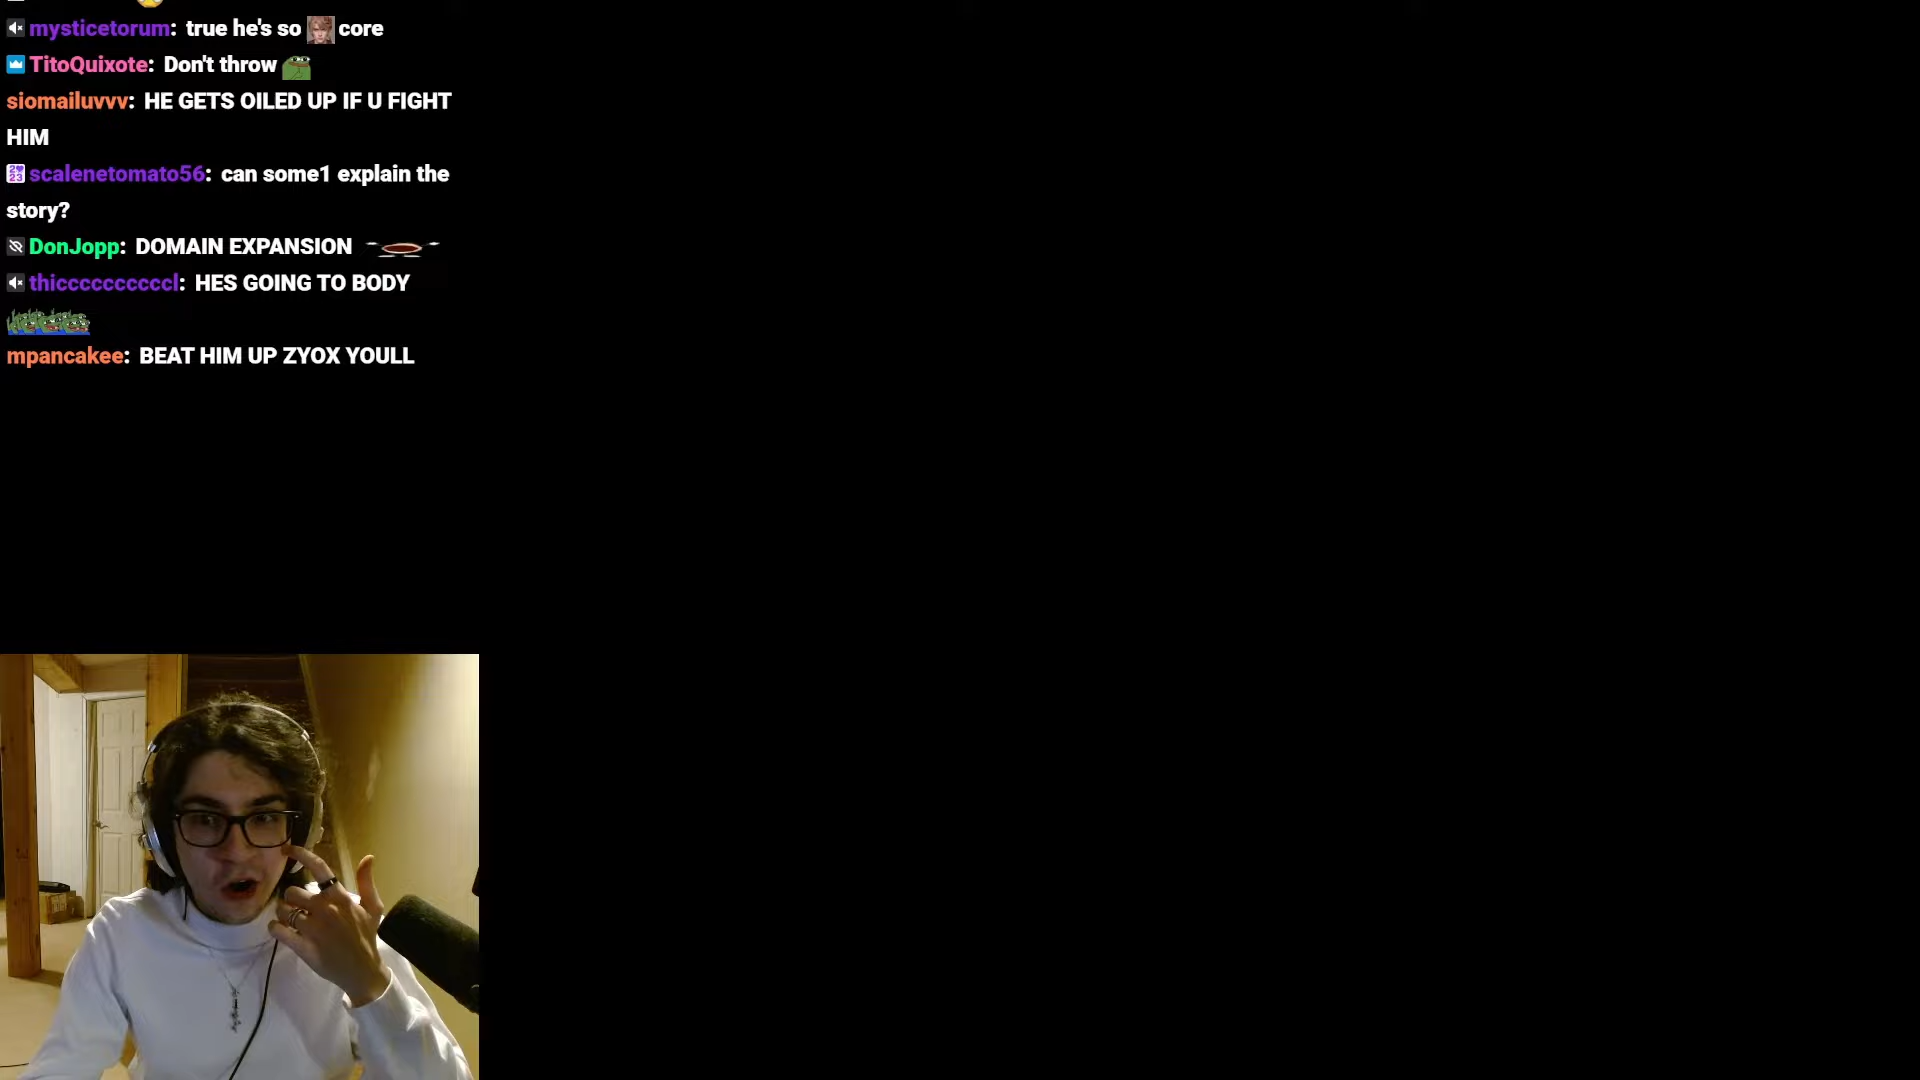 mysticetorum: true he's so core
TitoQuixote: Don't throw
siomailuvvv: HE GETS OILED UP IF U FIGHT
HIM
scalenetomato56: can some1 explain the
story?
DonJopp: DOMAIN EXPANSION
thiccccccccccl: HES GOING TO BODY
mpancakee: BEAT HIM UP ZYOX YOULL